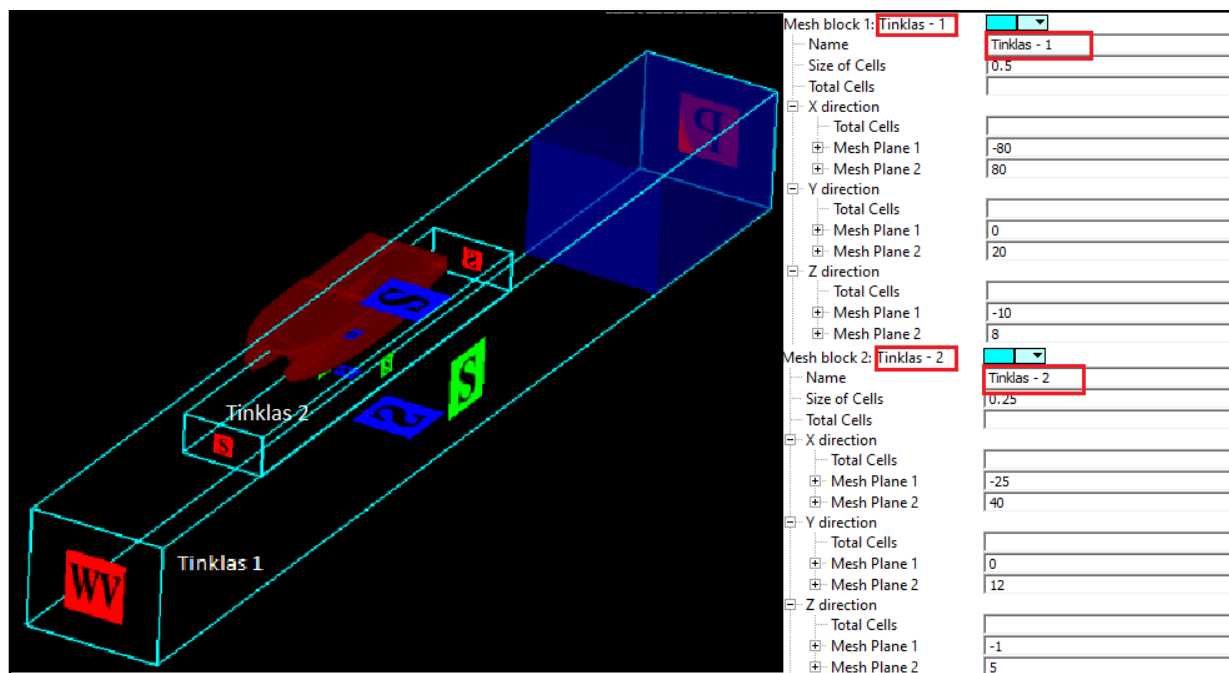 P
S
S
S
S
Tinklas 2
S
S
WV
Tinklas 1
Mesh block 1: Tinklas - 1
Name Tinklas - 1
Size of Cells 0.5
Total Cells
X direction
Total Cells
Mesh Plane 1 -80
Mesh Plane 2 80
Y direction
Total Cells
Mesh Plane 1 0
Mesh Plane 2 20
Z direction
Total Cells
Mesh Plane 1 -10
Mesh Plane 2 8
Mesh block 2: Tinklas - 2
Name Tinklas - 2
Size of Cells 0.25
Total Cells
X direction
Total Cells
Mesh Plane 1 -25
Mesh Plane 2 40
Y direction
Total Cells
Mesh Plane 1 0
Mesh Plane 2 12
Z direction
Total Cells
Mesh Plane 1 -1
Mesh Plane 2 5